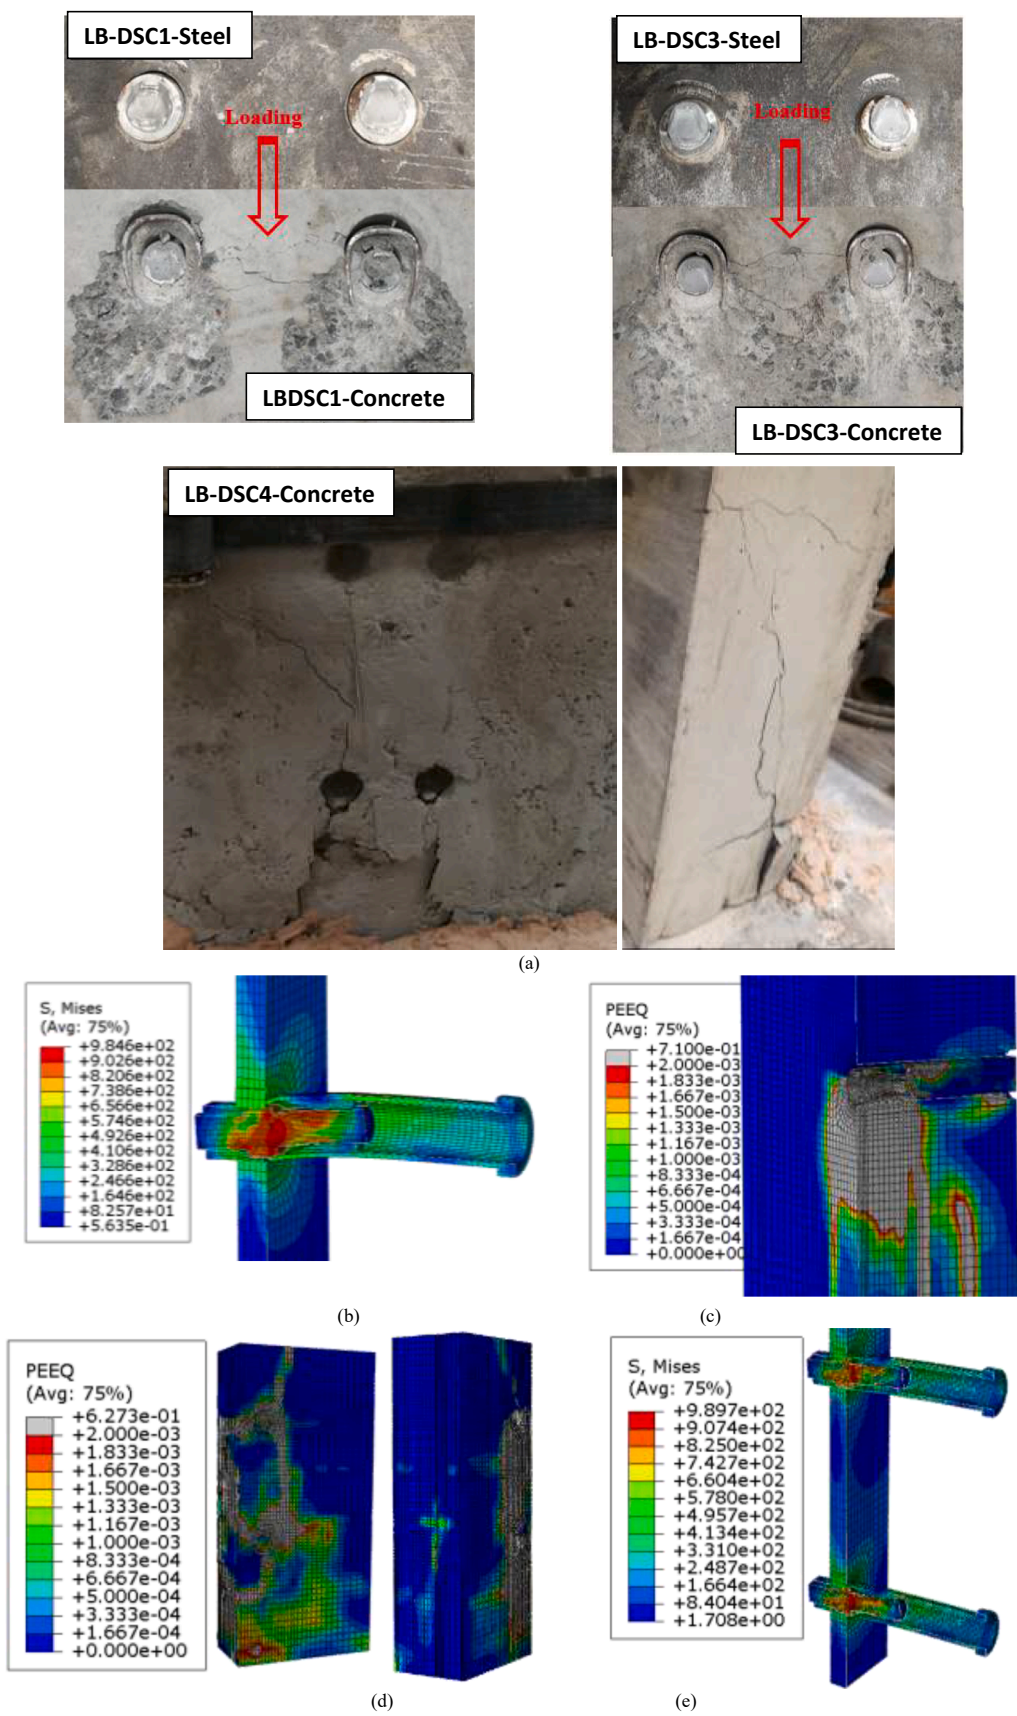 LB-DSC1-Steel
Loading
LBDSC1-Concrete
LB-DSC3-Steel
Loading
LB-DSC3-Concrete
LB-DSC4-Concrete
(a)
S, Mises
(Avg: 75%)
+9.846e+02
+9.026e+02
+8.206e+02
+7.386e+02
+6.566e+02
+5.746e+02
+4.926e+02
+4.106e+02
+3.286e+02
+2.466e+02
+1.646e+02
+8.257e+01
+5.635e-01
(b)
PEEQ
(Avg: 75%)
+7.100e-01
+2.000e-03
+1.833e-03
+1.667e-03
+1.500e-03
+1.333e-03
+1.167e-03
+1.000e-03
+8.333e-04
+6.667e-04
+5.000e-04
+3.333e-04
+1.667e-04
+0.000e+00
(c)
PEEQ
(Avg: 75%)
+6.273e-01
+2.000e-03
+1.833e-03
+1.667e-03
+1.500e-03
+1.333e-03
+1.167e-03
+1.000e-03
+8.333e-04
+6.667e-04
+5.000e-04
+3.333e-04
+1.667e-04
+0.000e+00
(d)
S, Mises
(Avg: 75%)
+9.897e+02
+9.074e+02
+8.250e+02
+7.427e+02
+6.604e+02
+5.780e+02
+4.957e+02
+4.134e+02
+3.310e+02
+2.487e+02
+1.664e+02
+8.404e+01
+1.708e+00
(e)